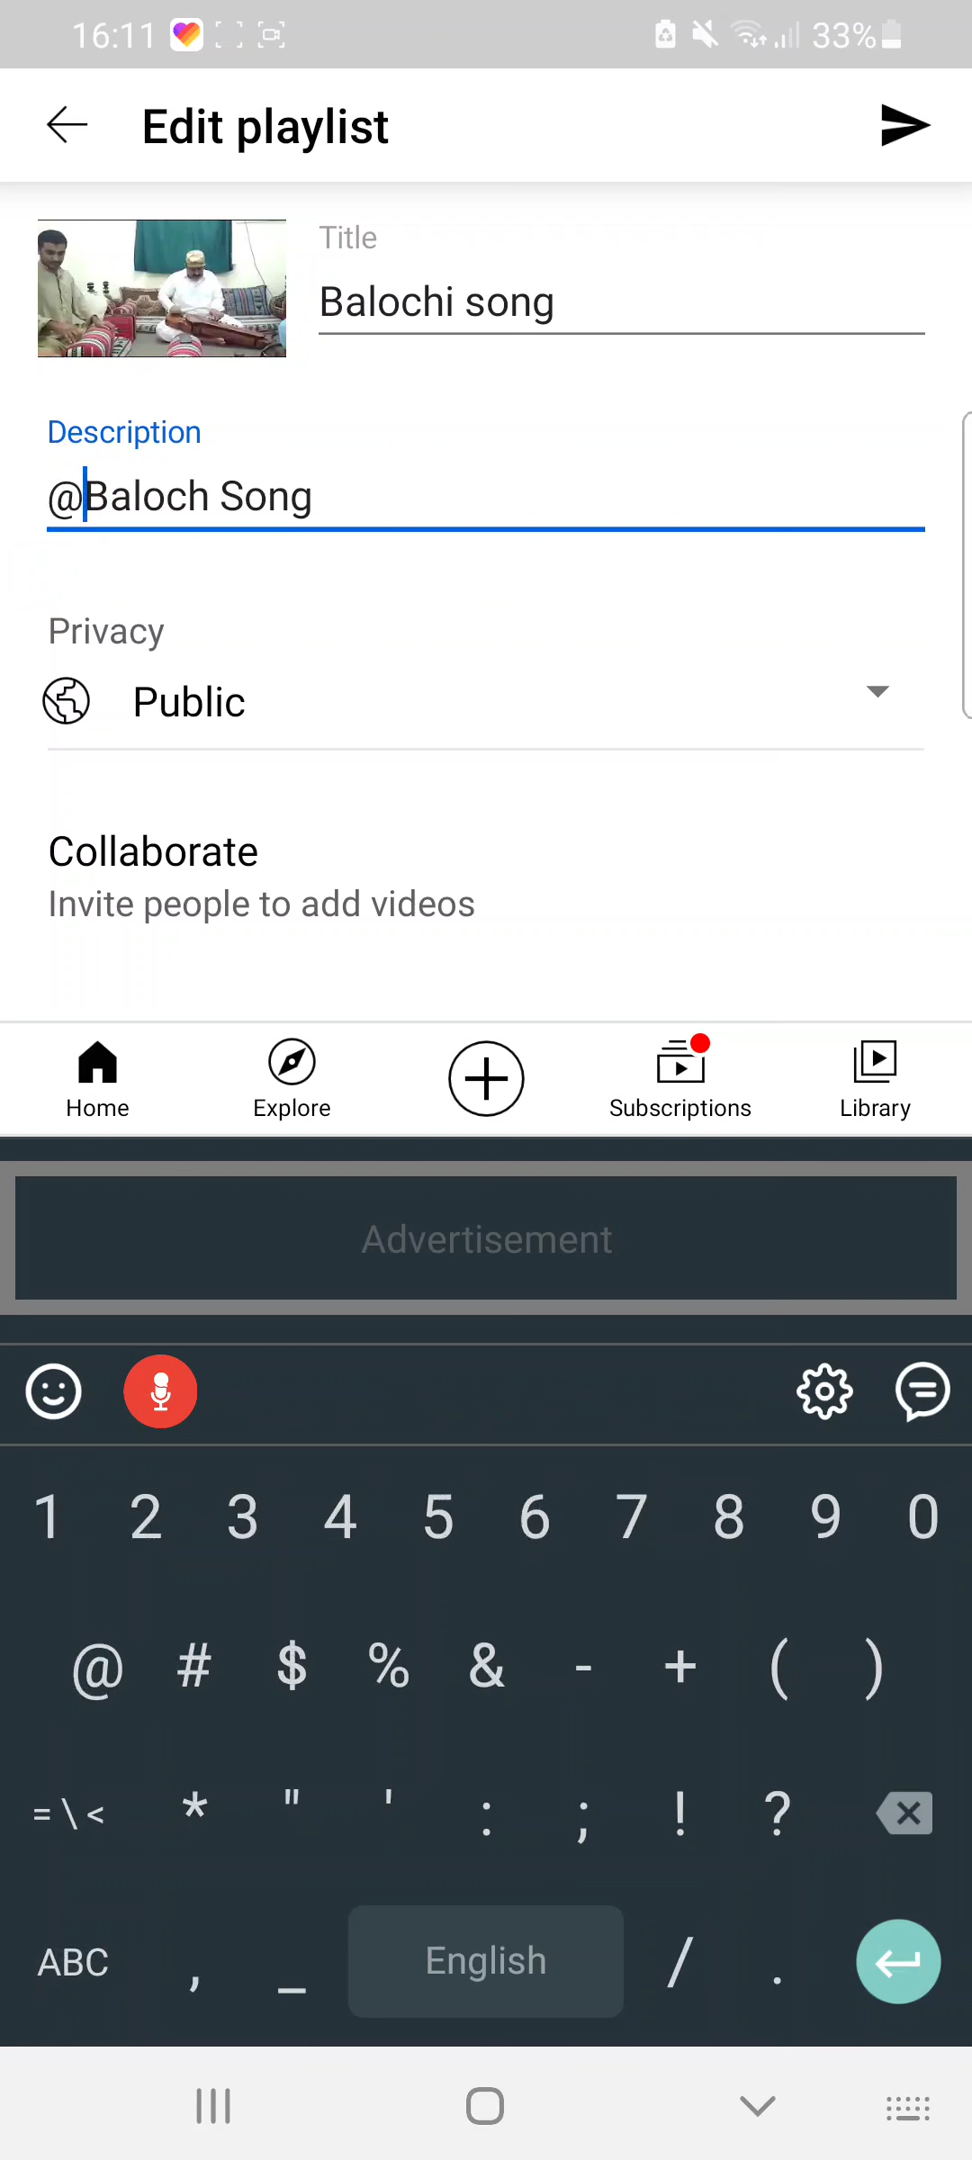 16:11 33%
Edit playlist
Title
Balochi song
Description
@Baloch Song
Privacy
Public
Collaborate
Invite people to add videos
Home Explore Subscriptions Library
Advertisement
1 2 3 4 5 6 7 8 9 0
@ # $ % & - + ( )
= \ < * " ' : ; ! ?
ABC , _ English / .